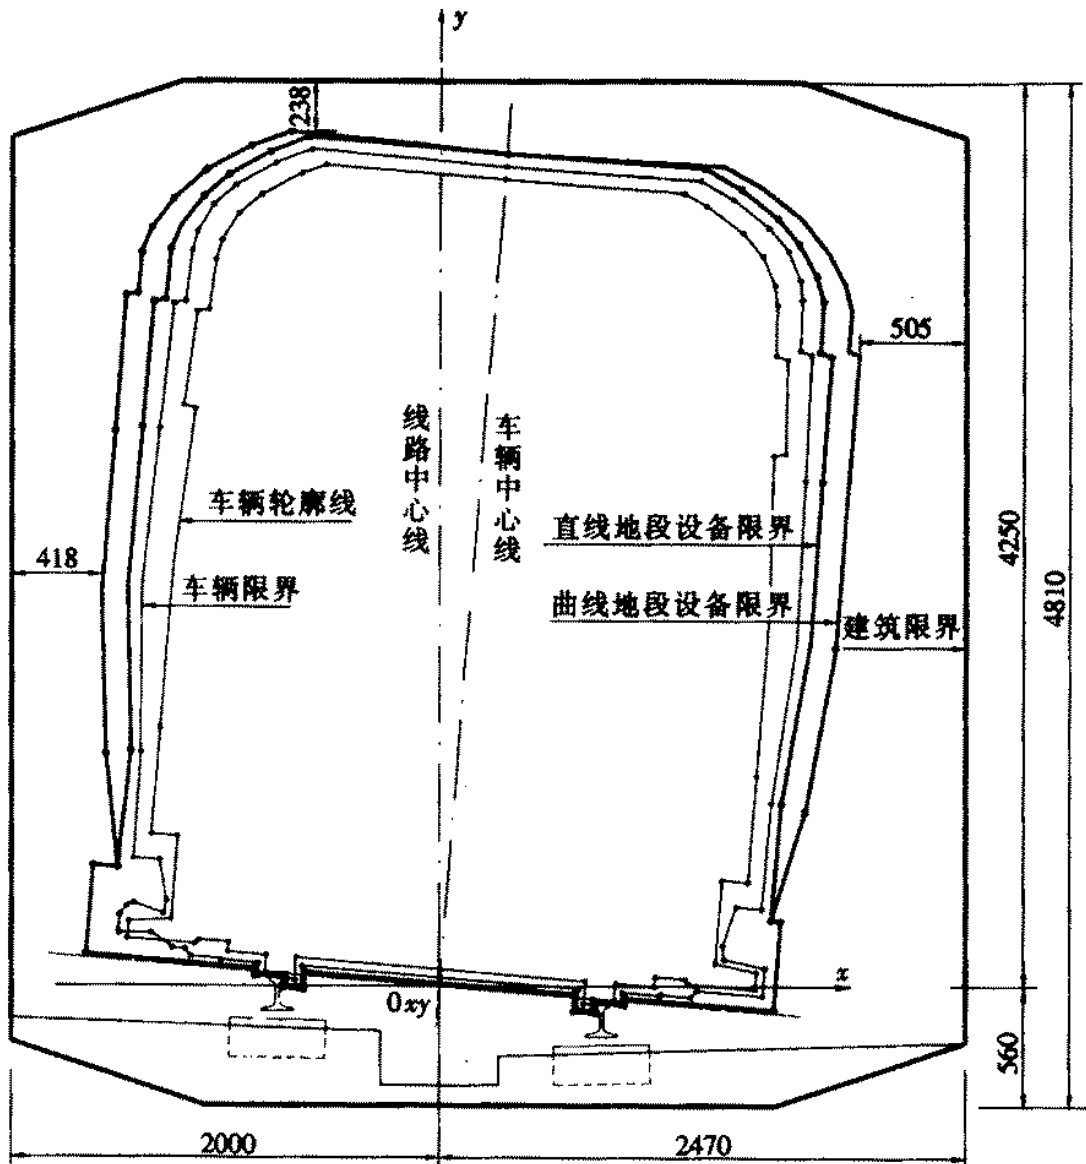 y
238
505
线路中心线
车辆中心线
车辆轮廓线
直线地段设备限界
418
车辆限界
曲线地段设备限界
建筑限界
4250
4810
x
0xy
560
2000
2470